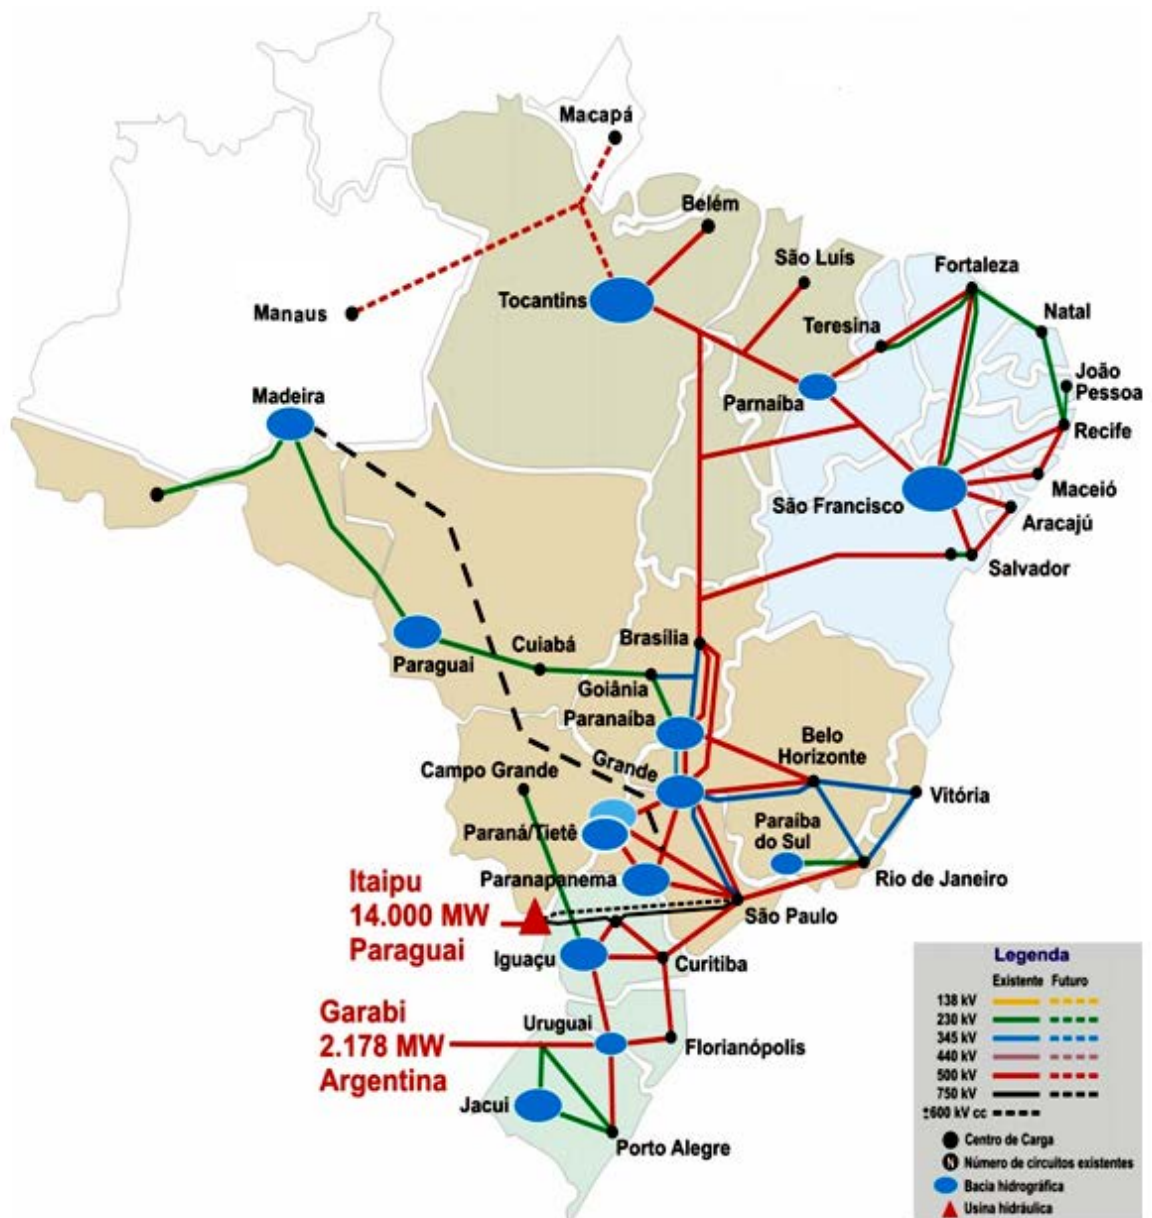 Macapá
Belém
São Luís
Fortaleza
Tocantins
Manaus
Teresina
Natal
João
Pessoa
Madeira
Parnaíba
Recife
Maceió
São Francisco
Aracajú
Salvador
Brasília
Cuiabá
Paraguai
Goiânia
Paranaíba
Belo
Horizonte
Grande
Campo Grande
Vitória
Paraná/Tietê
Paraíba
do Sul
Paranapanema
Rio de Janeiro
Itaipu
14.000 MW
Paraguai
São Paulo
Iguaçu
Curitiba
Garabi
2.178 MW
Argentina
Uruguai
Florianópolis
Jacui
Porto Alegre
Legenda
Existente Futuro
138 kV
230 kV
345 kV
440 kV
500 kV
750 kV
±600 kV cc
Centro de Carga
N Número de circuitos existentes
Bacia hidrográfica
Usina hidráulica